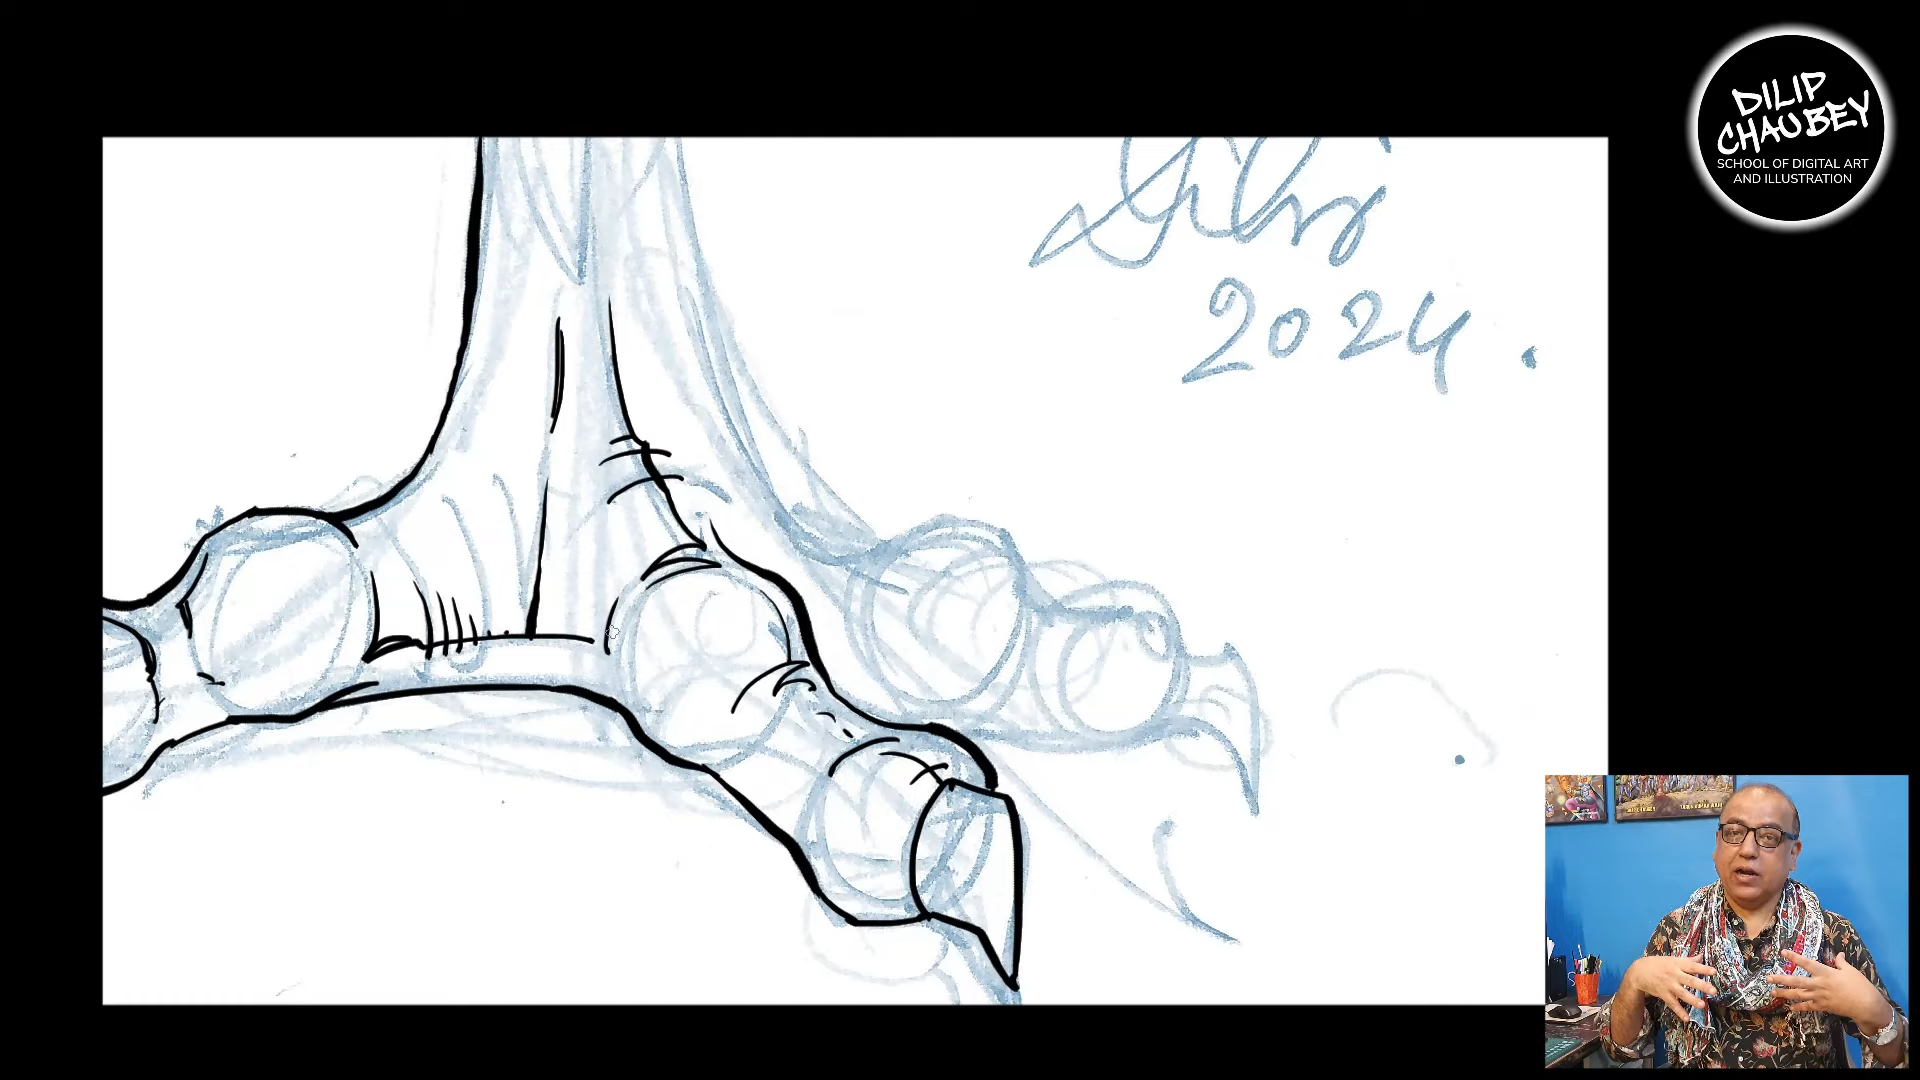 DILIP
CHAUBEY
SCHOOL OF DIGITAL ART
AND ILLUSTRATION
2024.